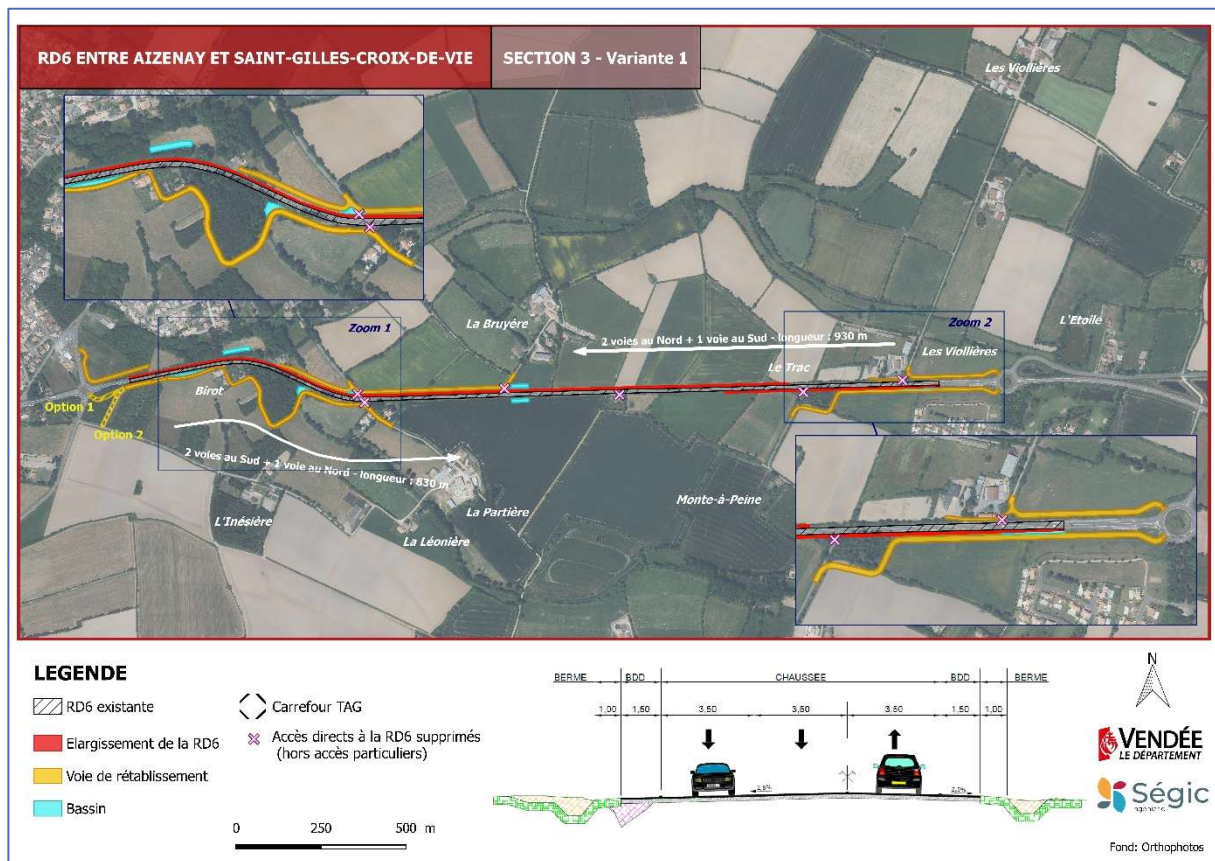 RD6 ENTRE AIZENAY ET SAINT-GILLES-CROIX-DE-VIE
SECTION 3 - Variante 1
Les Viollières
Zoom 1
La Bruyère
2 voies au Nord + 1 voie au Sud - longueur : 930 m
Zoom 2
L'Etoile
Les Viollières
Le Trac
Birot
Option 1
Option 2
2 voies au Sud + 1 voie au Nord - longueur : 830 m
L'Inésière
La Léonière
La Partière
Monte-à-Peine
LEGENDE
RD6 existante
Elargissement de la RD6
Voie de rétablissement
Bassin
Carrefour TAG
Accès directs à la RD6 supprimés
(hors accès particuliers)
0 250 500 m
BERME BDD CHAUSSEE BDD BERME
1,00 1,50 3,50 3,50 3,50 1,50 1,00
2,5%
N
VENDÉE
LE DÉPARTEMENT
Ségic
Ingénierie
Fond: Orthophotos